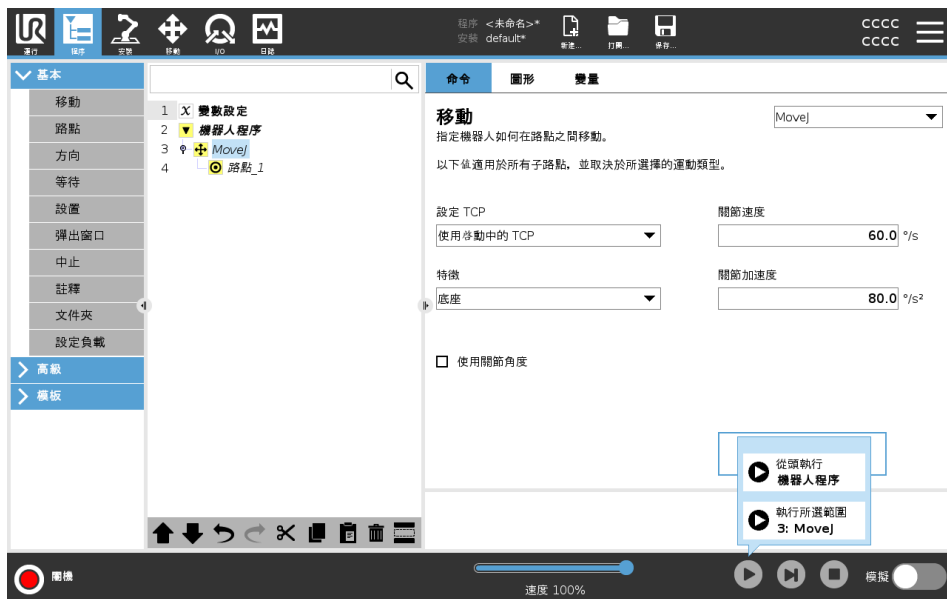 UR
運行
程序
安裝
移動
I/O
日誌
程序 <未命名>*
安裝 default*
新建...
打開...
保存...
CCCC
CCCC
基本
移動
路點
方向
等待
設置
彈出窗口
中止
註釋
文件夾
設定負載
高級
模板
1 X 變數設定
2 機器人程序
3 MoveJ
4 路點_1
命令 圖形 變量
移動
MoveJ
指定機器人如何在路點之間移動。
以下值適用於所有子路點，並取決於所選擇的運動類型。
設定 TCP
使用啓動中的 TCP
關節速度
60.0 °/s
特徵
底座
關節加速度
80.0 °/s²
使用關節角度
從頭執行
機器人程序
執行所選範圍
3: MoveJ
關機
速度 100%
模擬